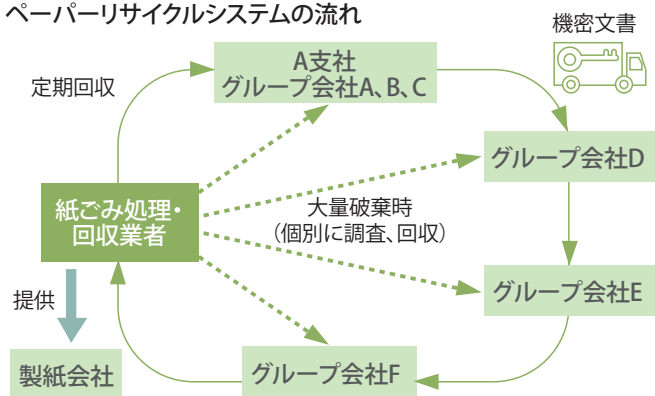 ペーパーリサイクルシステムの流れ
機密文書
定期回収
A支社
グループ会社A、B、C
グループ会社D
紙ごみ処理・
回収業者
大量破棄時
（個別に調査、回収）
グループ会社E
提供
製紙会社
グループ会社F